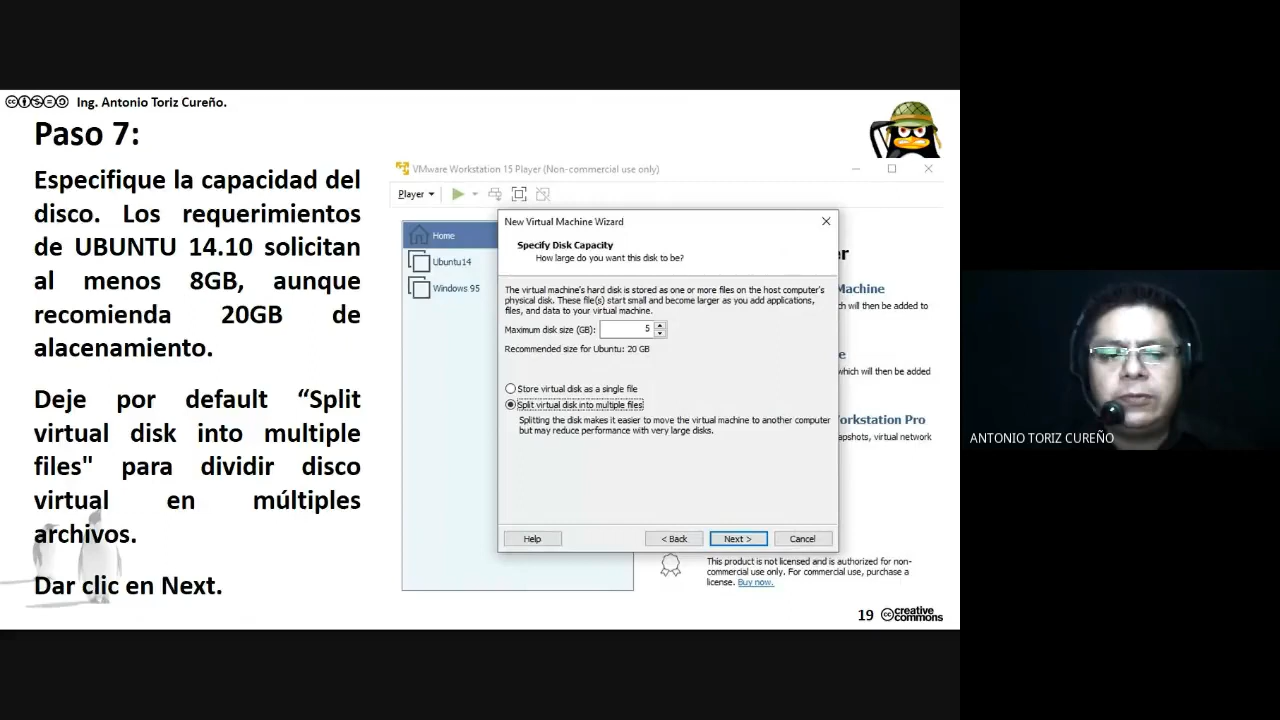 Ing. Antonio Toriz Cureño.
Paso 7:
Especifique la capacidad del
disco. Los requerimientos
de UBUNTU 14.10 solicitan
al menos 8GB, aunque
recomienda 20GB de
alacenamiento.
Deje por default “Split
virtual disk into multiple
files" para dividir disco
virtual en múltiples
archivos.
Dar clic en Next.
VMware Workstation 15 Player (Non-commercial use only)
Player
Home
Ubuntu14
Windows 95
New Virtual Machine Wizard
Specify Disk Capacity
How large do you want this disk to be?
The virtual machine's hard disk is stored as one or more files on the host computer's
physical disk. These file(s) start small and become larger as you add applications,
files, and data to your virtual machine.
Maximum disk size (GB): 5
Recommended size for Ubuntu: 20 GB
Store virtual disk as a single file
Split virtual disk into multiple files
Splitting the disk makes it easier to move the virtual machine to another computer
but may reduce performance with very large disks.
Help
< Back
Next >
Cancel
er
Machine
which will then be added to
e
which will then be added
orkstation Pro
apshots, virtual network
This product is not licensed and is authorized for non-
commercial use only. For commercial use, purchase a
license. Buy now.
19
cc creative
commons
ANTONIO TORIZ CUREÑO